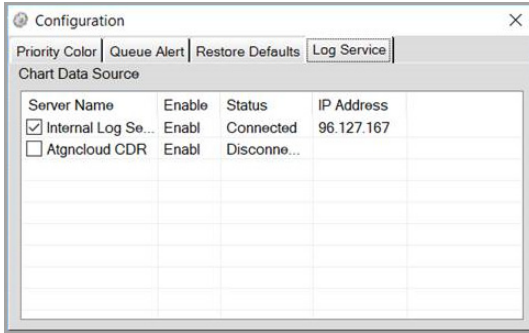 Configuration
Priority Color Queue Alert Restore Defaults Log Service
Chart Data Source
Server Name Enable Status IP Address
Internal Log Se... Enabl Connected 96.127.167
Atgncloud CDR Enabl Disconne...